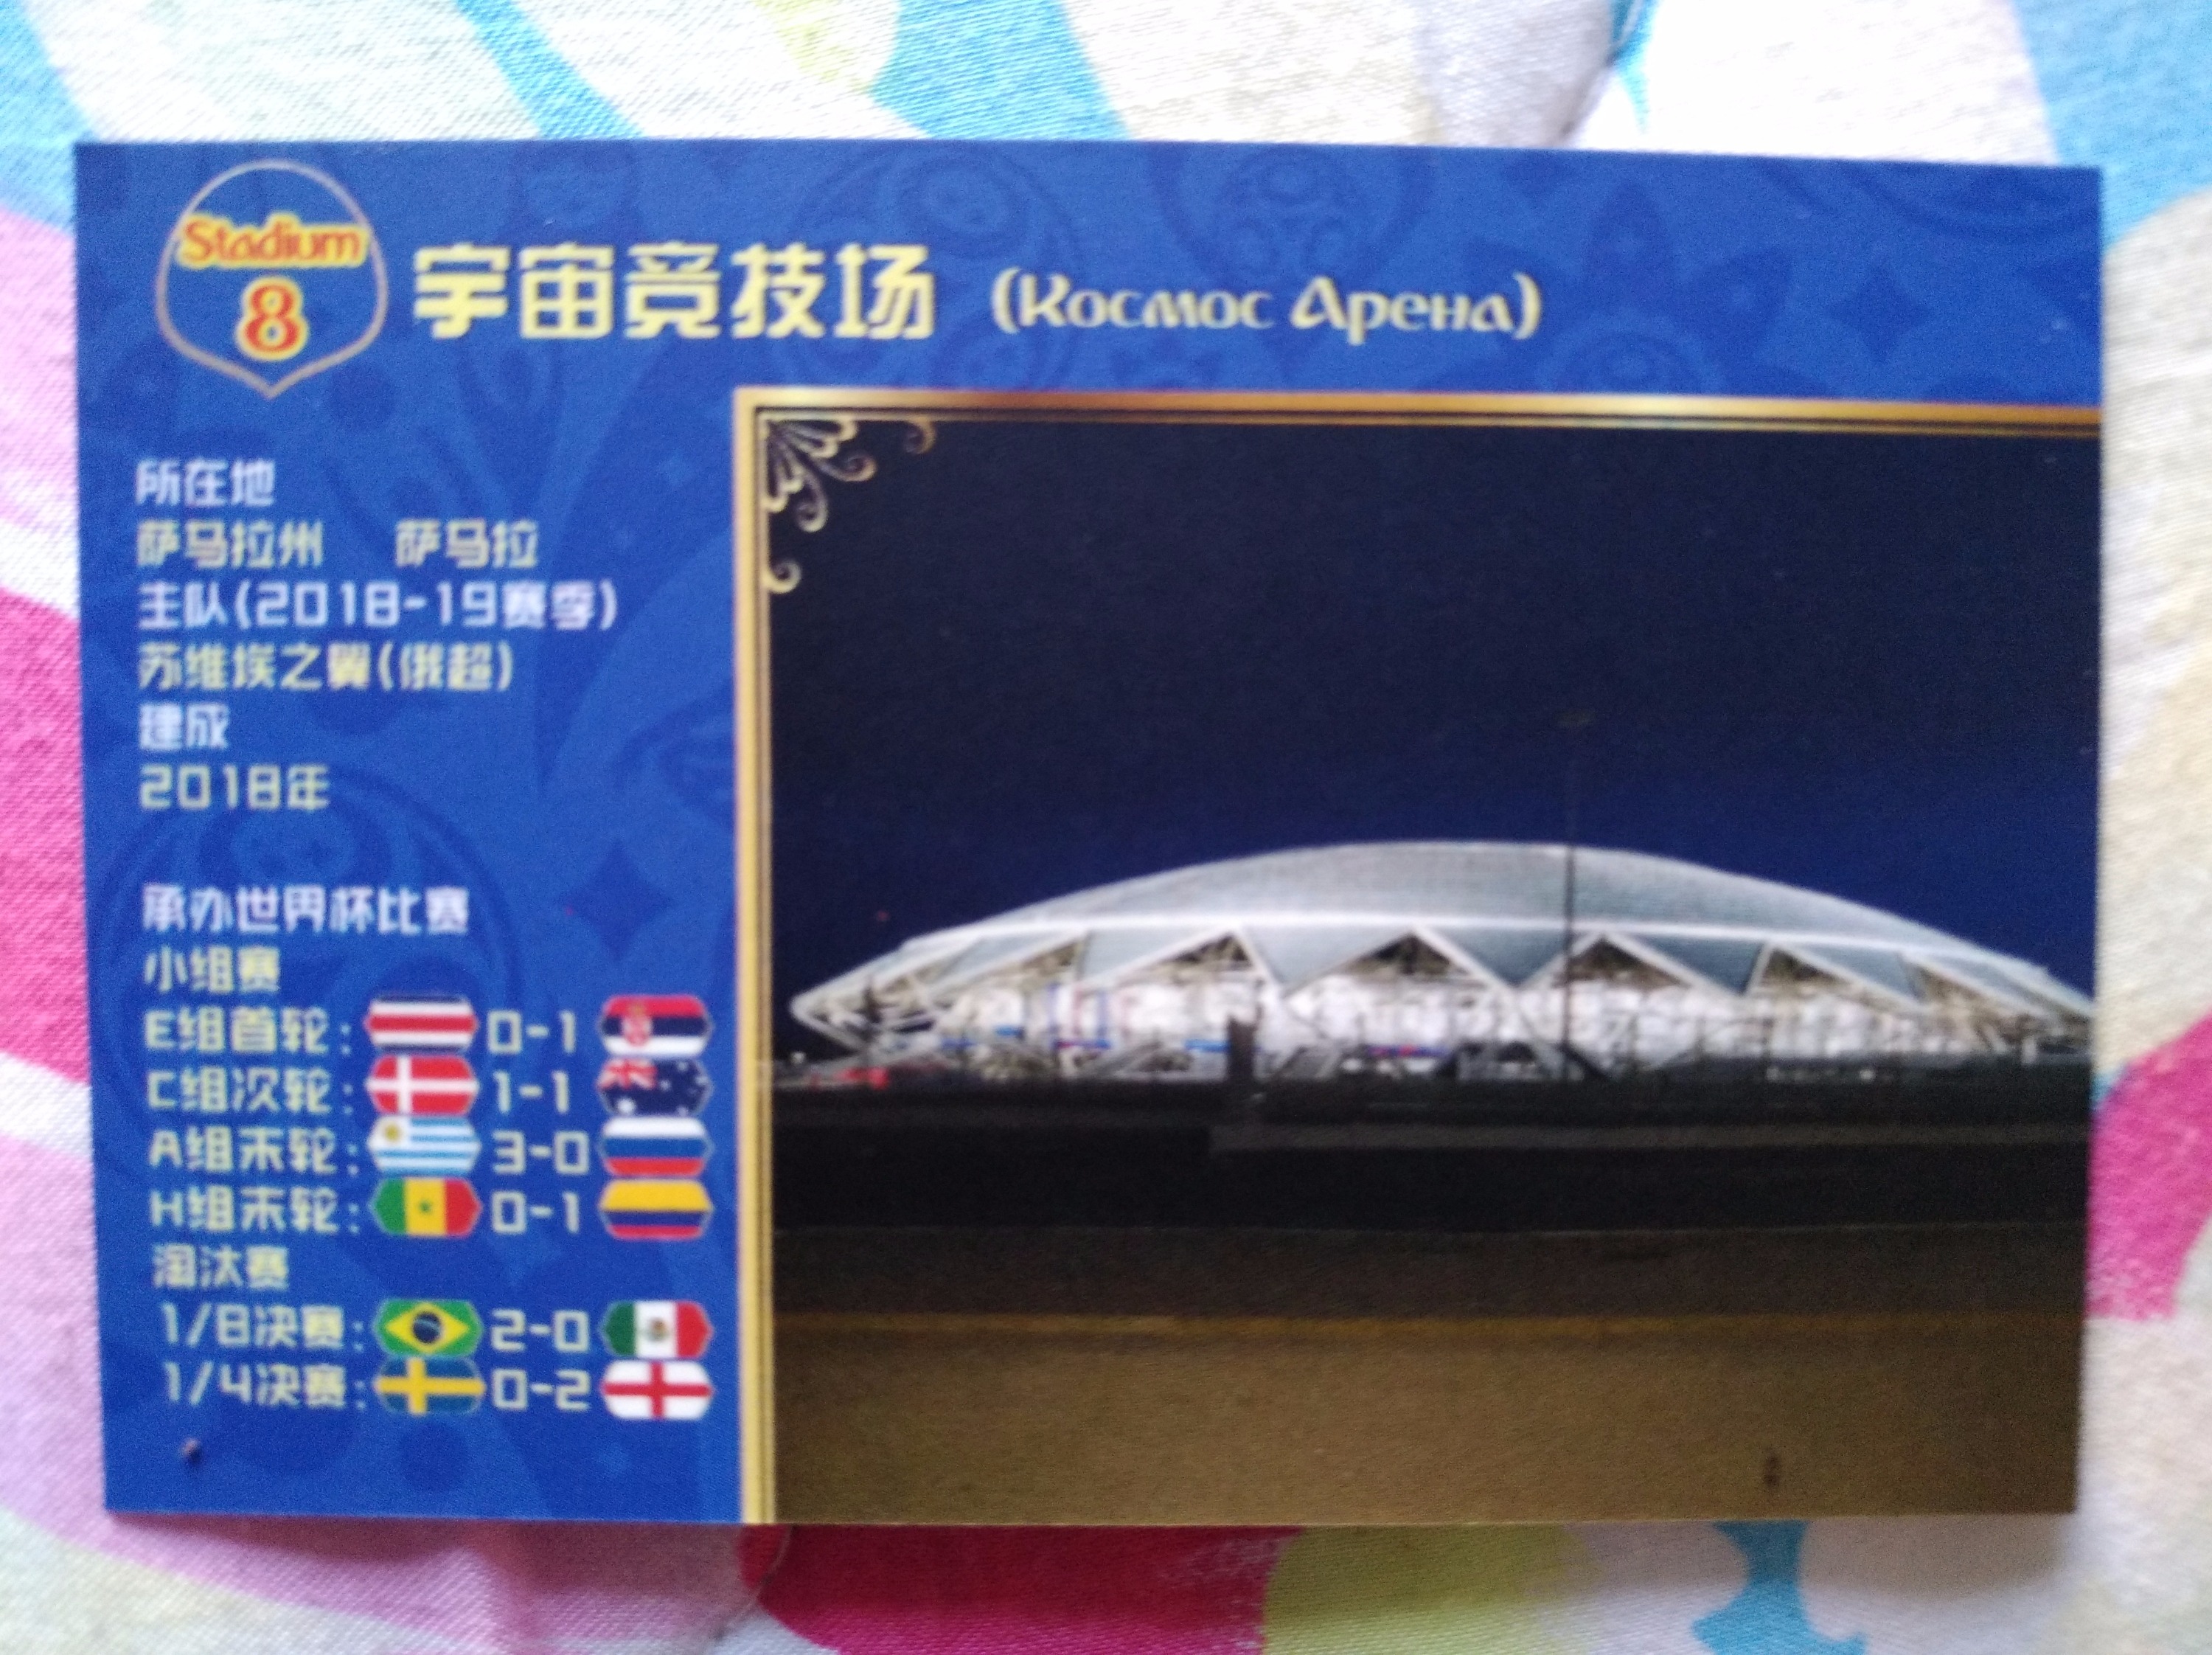 Stadium
8
宇宙竞技场 (Космос Арена)
所在地
萨马拉州 萨马拉
主队(2018-19赛季)
苏维埃之翼(俄超)
建成
2018年
承办世界杯比赛
小组赛
E组首轮: 0-1
C组次轮: 1-1
A组末轮: 3-0
H组末轮: 0-1
淘汰赛
1/8决赛: 2-0
1/4决赛: 0-2